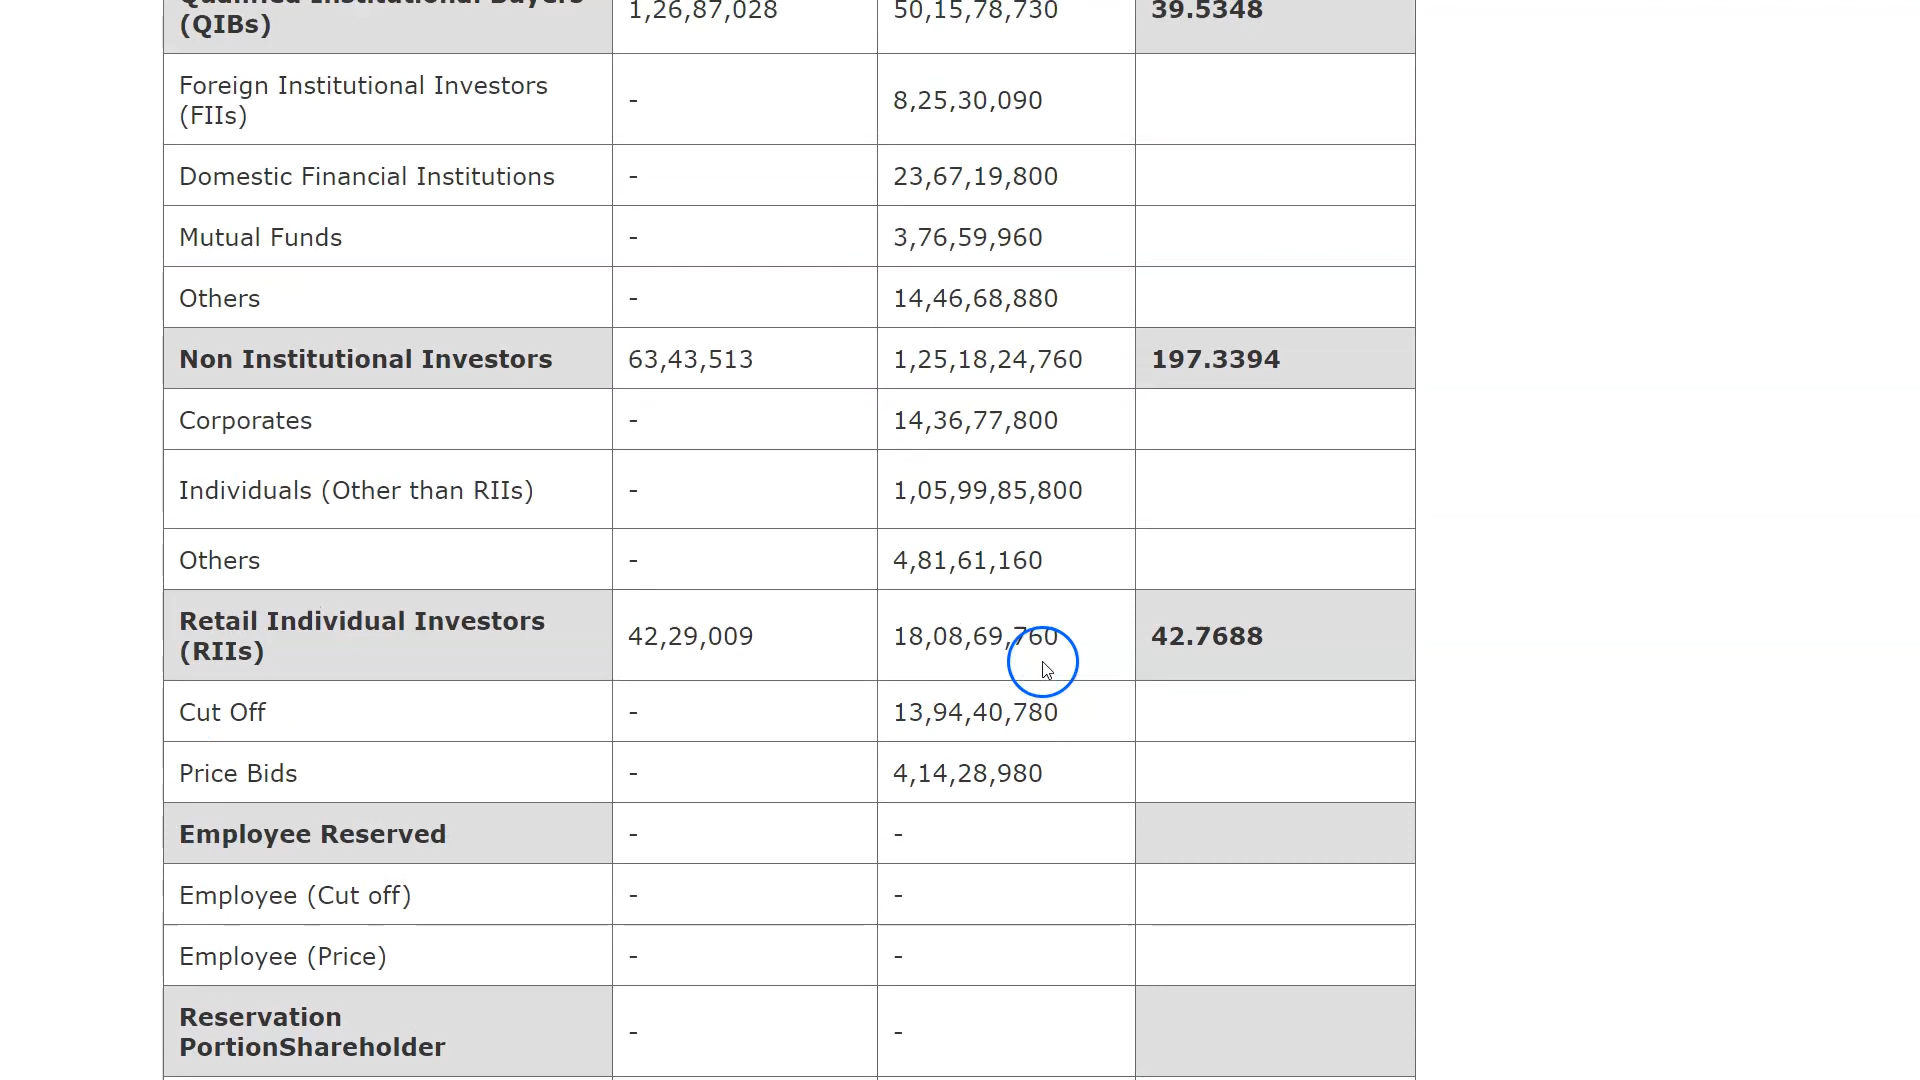 Qualified Institutional Buyers
(QIBs)
1,26,87,028
50,15,78,730
39.5348
Foreign Institutional Investors
(FIIs)
-
8,25,30,090
Domestic Financial Institutions
-
23,67,19,800
Mutual Funds
-
3,76,59,960
Others
-
14,46,68,880
Non Institutional Investors
63,43,513
1,25,18,24,760
197.3394
Corporates
-
14,36,77,800
Individuals (Other than RIIs)
-
1,05,99,85,800
Others
-
4,81,61,160
Retail Individual Investors
(RIIs)
42,29,009
18,08,69,760
42.7688
Cut Off
-
13,94,40,780
Price Bids
-
4,14,28,980
Employee Reserved
-
-
Employee (Cut off)
-
-
Employee (Price)
-
-
Reservation
PortionShareholder
-
-